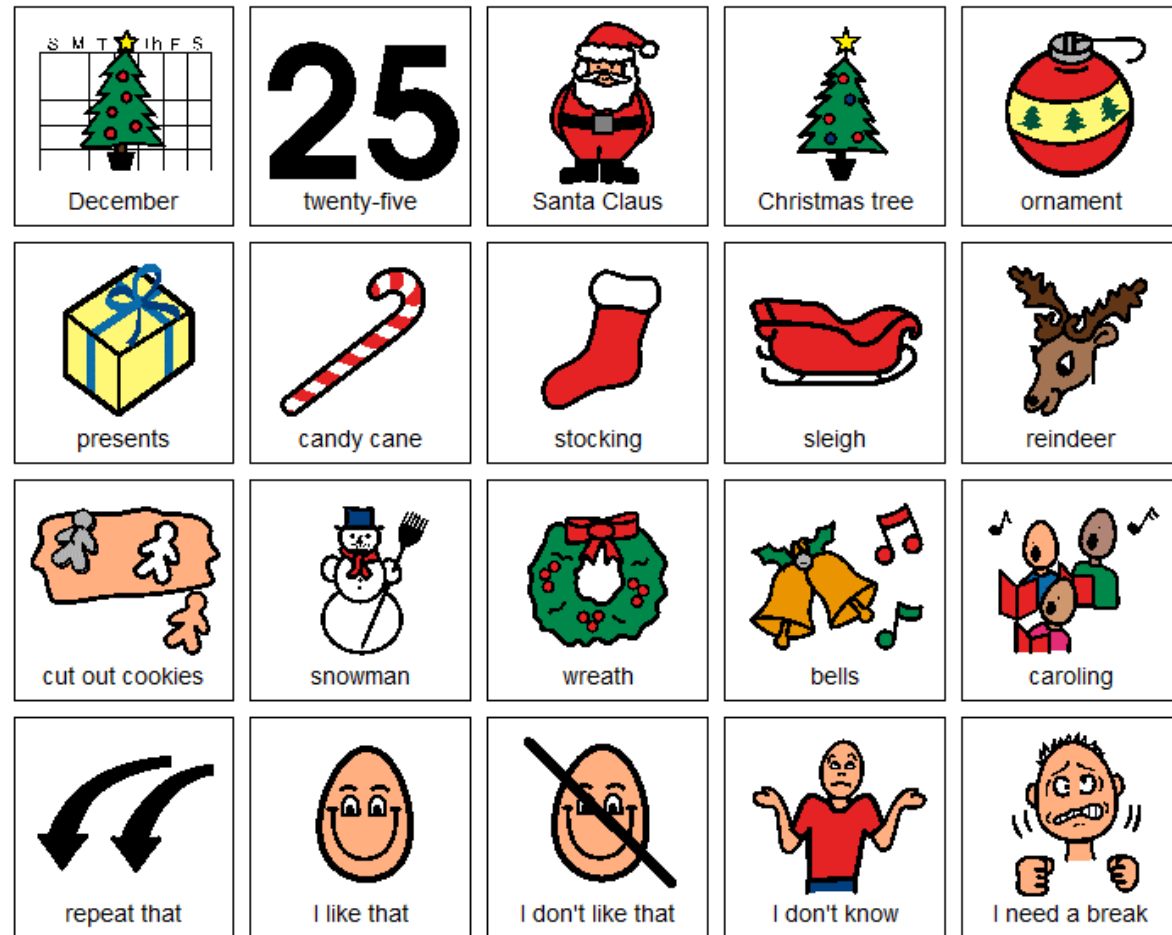 S M T Th F S
December
25
twenty-five
Santa Claus
Christmas tree
ornament
presents
candy cane
stocking
sleigh
reindeer
cut out cookies
snowman
wreath
bells
caroling
repeat that
I like that
I don't like that
I don't know
I need a break